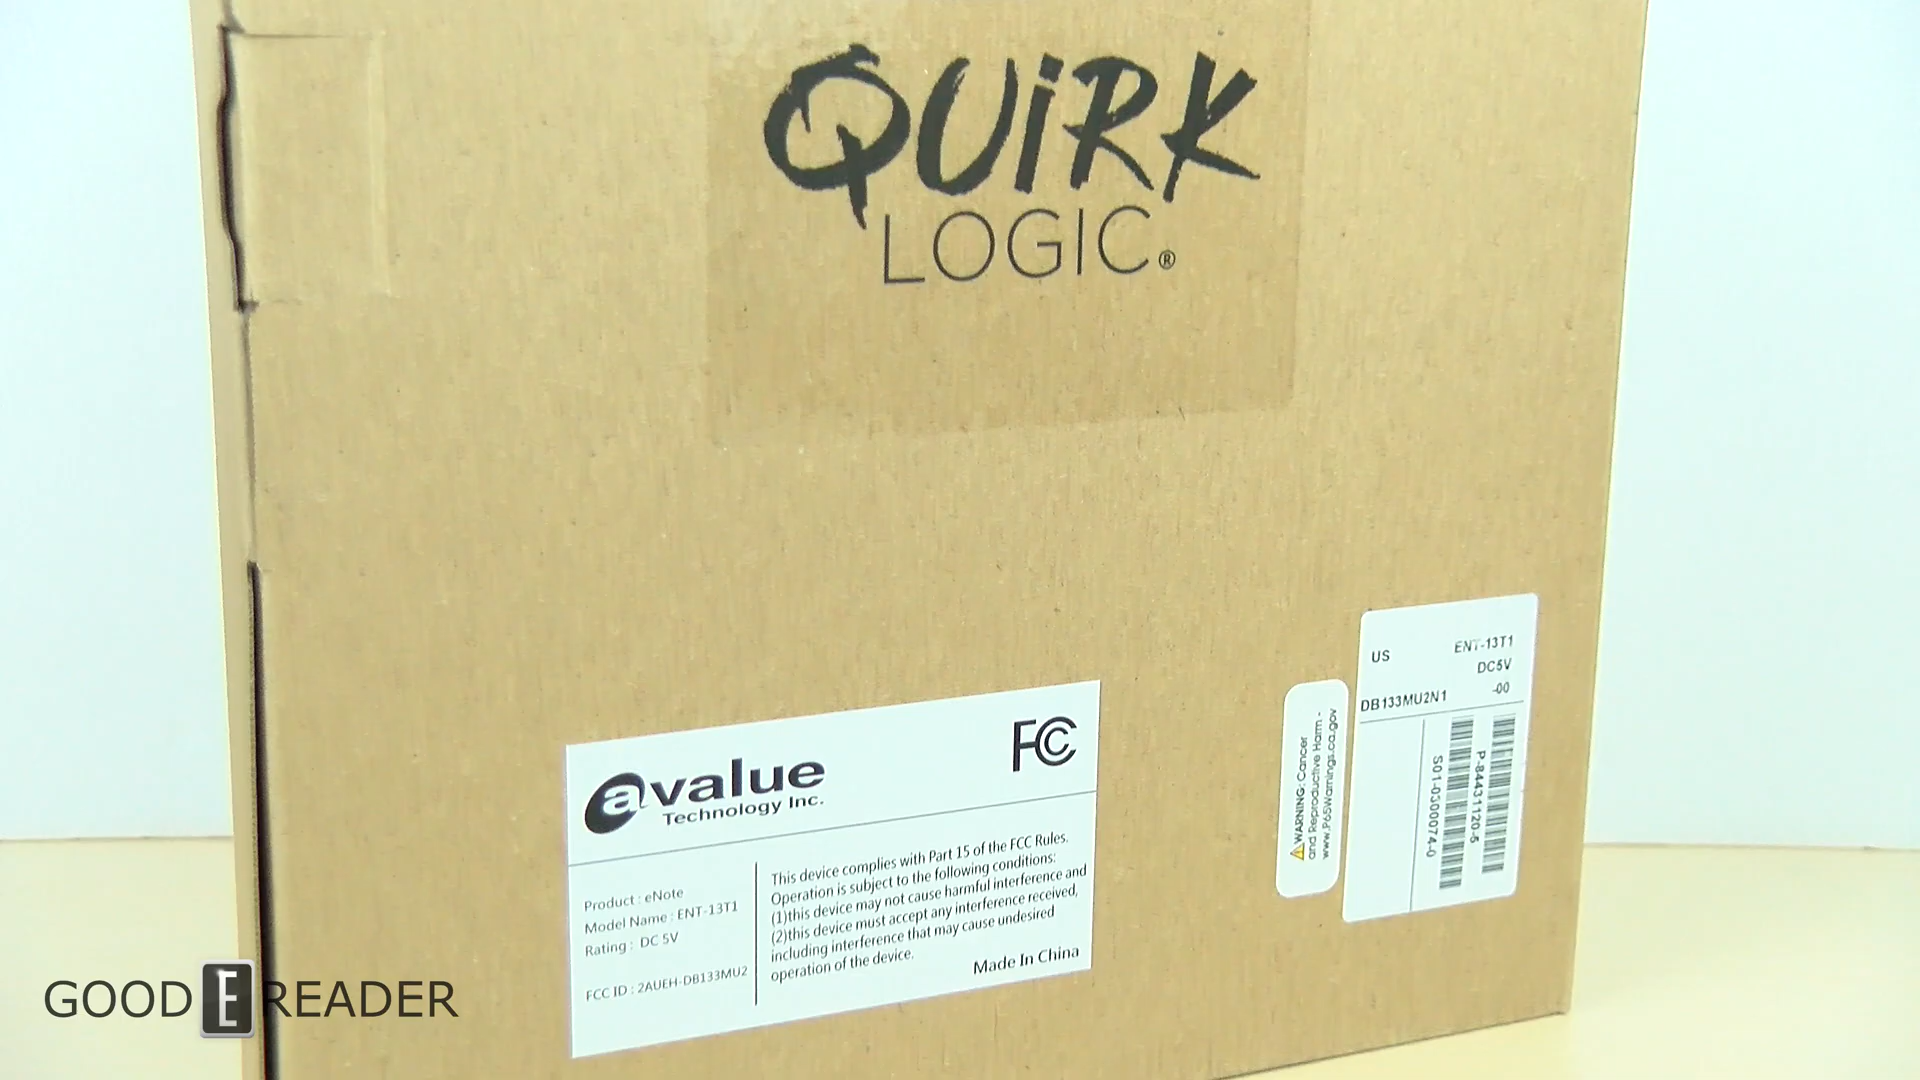 QUiRK
LOGIC®
avalue
Technology Inc.
FC
Product : eNote
Model Name : ENT-13T1
Rating : DC 5V
FCC ID : 2AUEH-DB133MU2
This device complies with Part 15 of the FCC Rules.
Operation is subject to the following conditions:
(1)this device may not cause harmful interference and
(2)this device must accept any interference received,
including interference that may cause undesired
operation of the device.
Made In China
⚠WARNING: Cancer
and Reproductive Harm -
www.P65Warnings.ca.gov
US
ENT-13T1
DC5V
DB133MU2N1
-00
P-84431120-5
S01-0300074-0
GOOD E READER